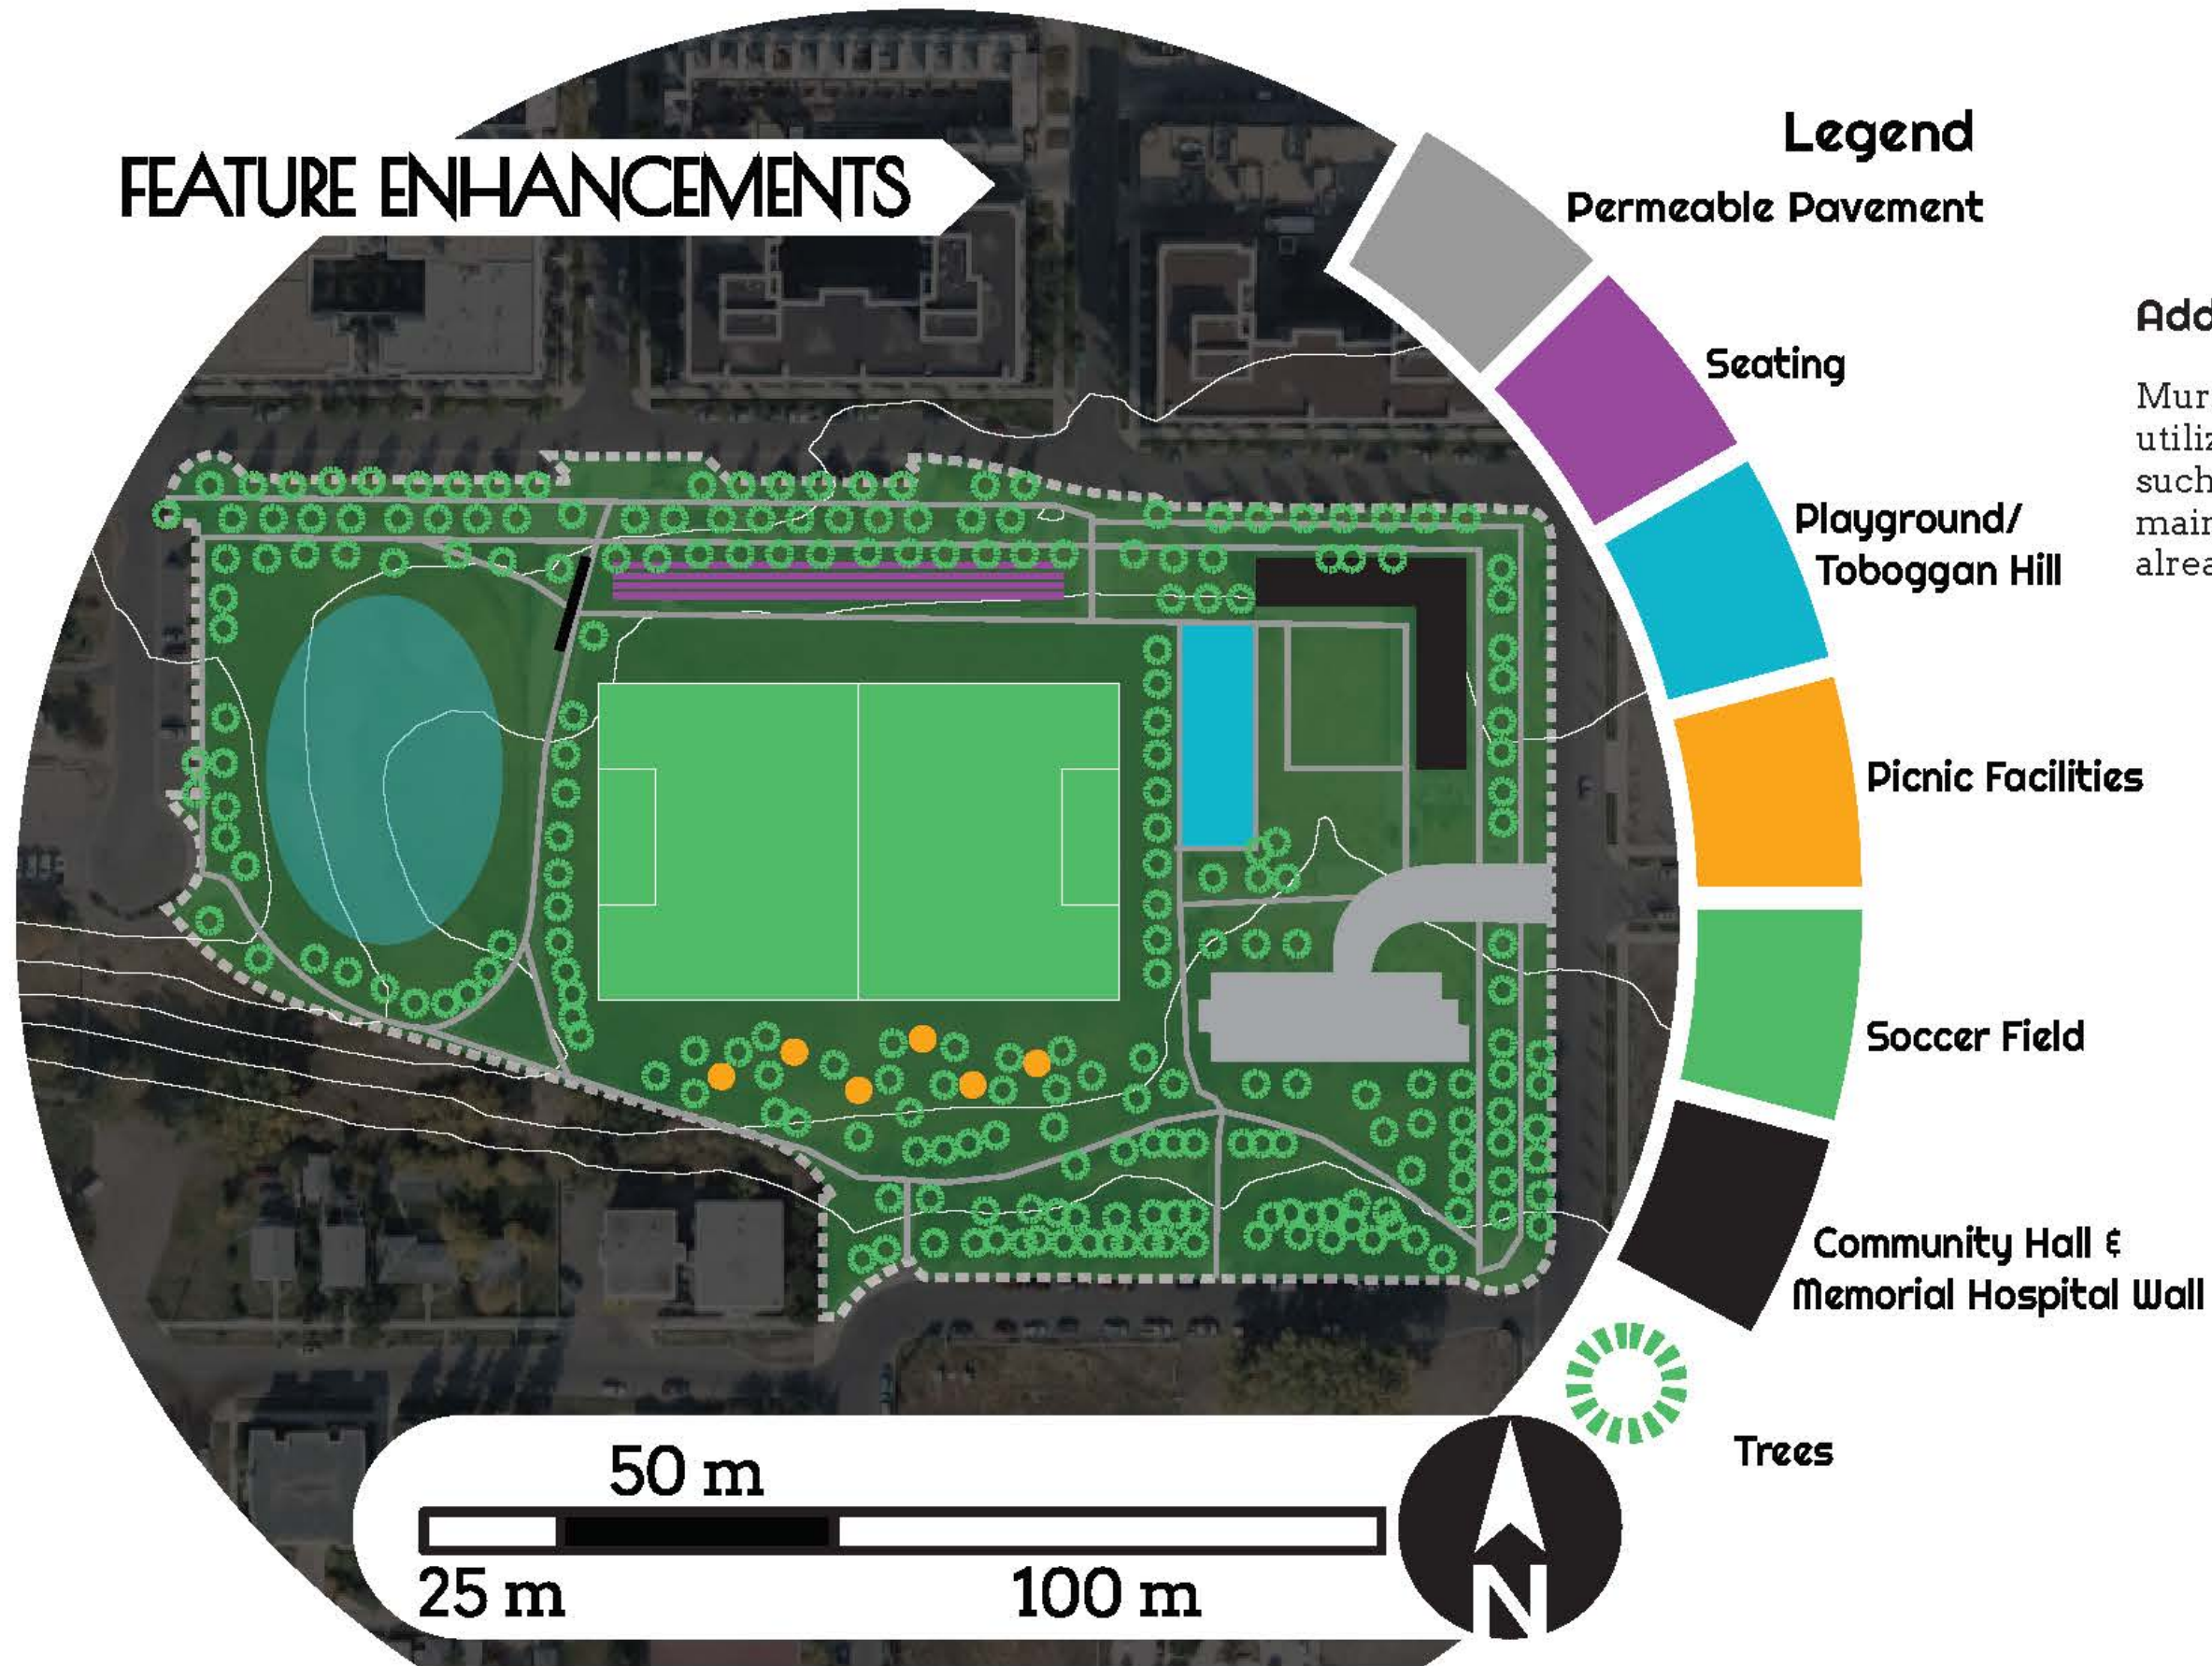 FEATURE ENHANCEMENTS
Legend
Permeable Pavement
Seating
Playground/
Toboggan Hill
Picnic Facilities
Soccer Field
Community Hall &
Memorial Hospital Wall
Trees
50 m
25 m
100 m
N